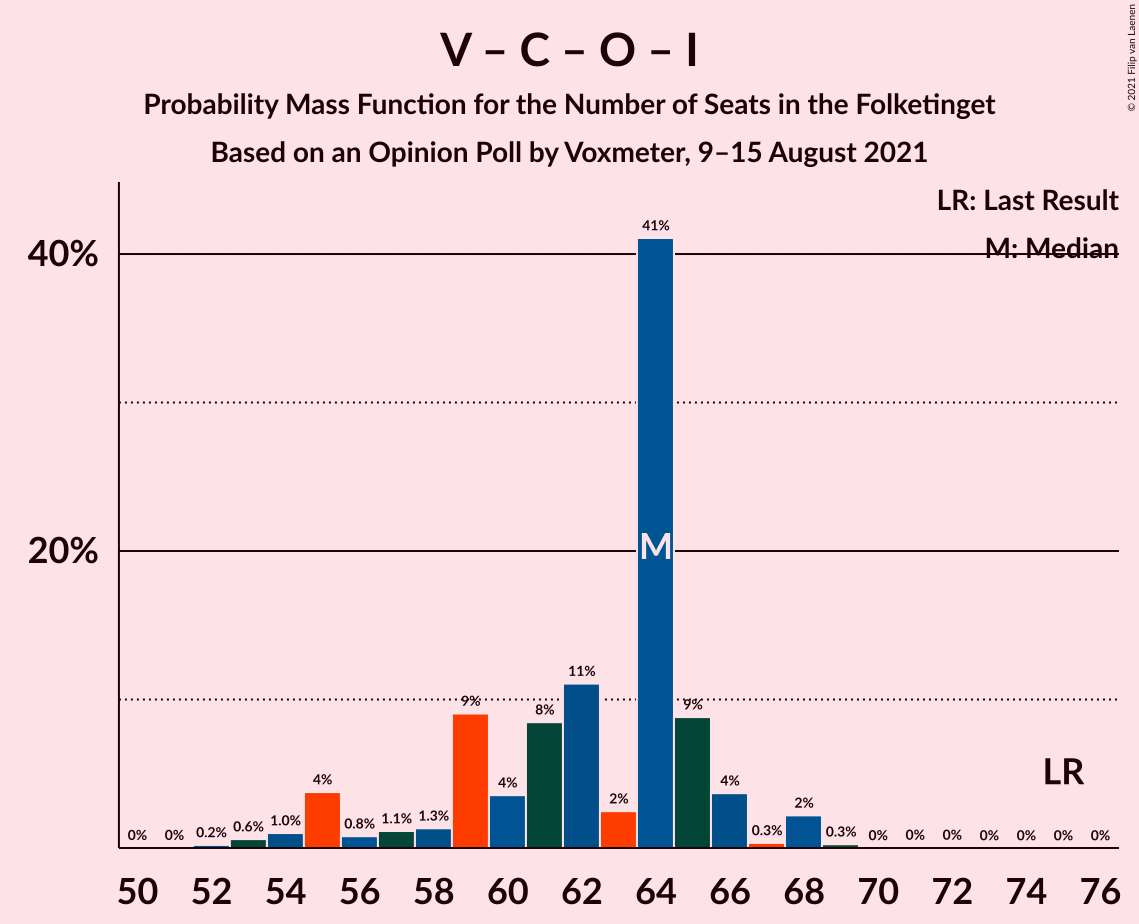 V – C – O – I
Probability Mass Function for the Number of Seats in the Folketinget
Based on an Opinion Poll by Voxmeter, 9–15 August 2021
© 2021 Filip van Laenen
LR: Last Result
M: Median
40%
20%
0% 0% 0.2% 0.6% 1.0% 4% 0.8% 1.1% 1.3% 9% 4% 8% 11% 2% 41% 9% 4% 0.3% 2% 0.3% 0% 0% 0% 0% 0% 0% 0%
M
LR
50 52 54 56 58 60 62 64 66 68 70 72 74 76